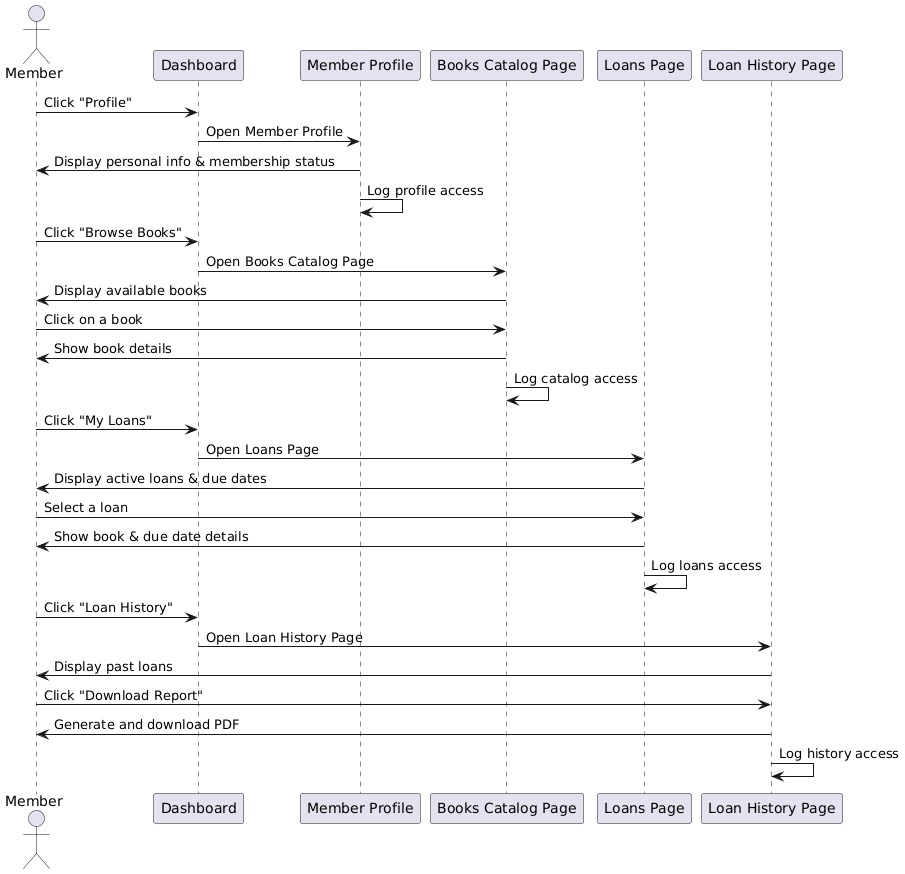 Member
Dashboard
Member Profile
Books Catalog Page
Loans Page
Loan History Page
Click "Profile"
Open Member Profile
Display personal info & membership status
Log profile access
Click "Browse Books"
Open Books Catalog Page
Display available books
Click on a book
Show book details
Log catalog access
Click "My Loans"
Open Loans Page
Display active loans & due dates
Select a loan
Show book & due date details
Log loans access
Click "Loan History"
Open Loan History Page
Display past loans
Click "Download Report"
Generate and download PDF
Log history access
Member
Dashboard
Member Profile
Books Catalog Page
Loans Page
Loan History Page